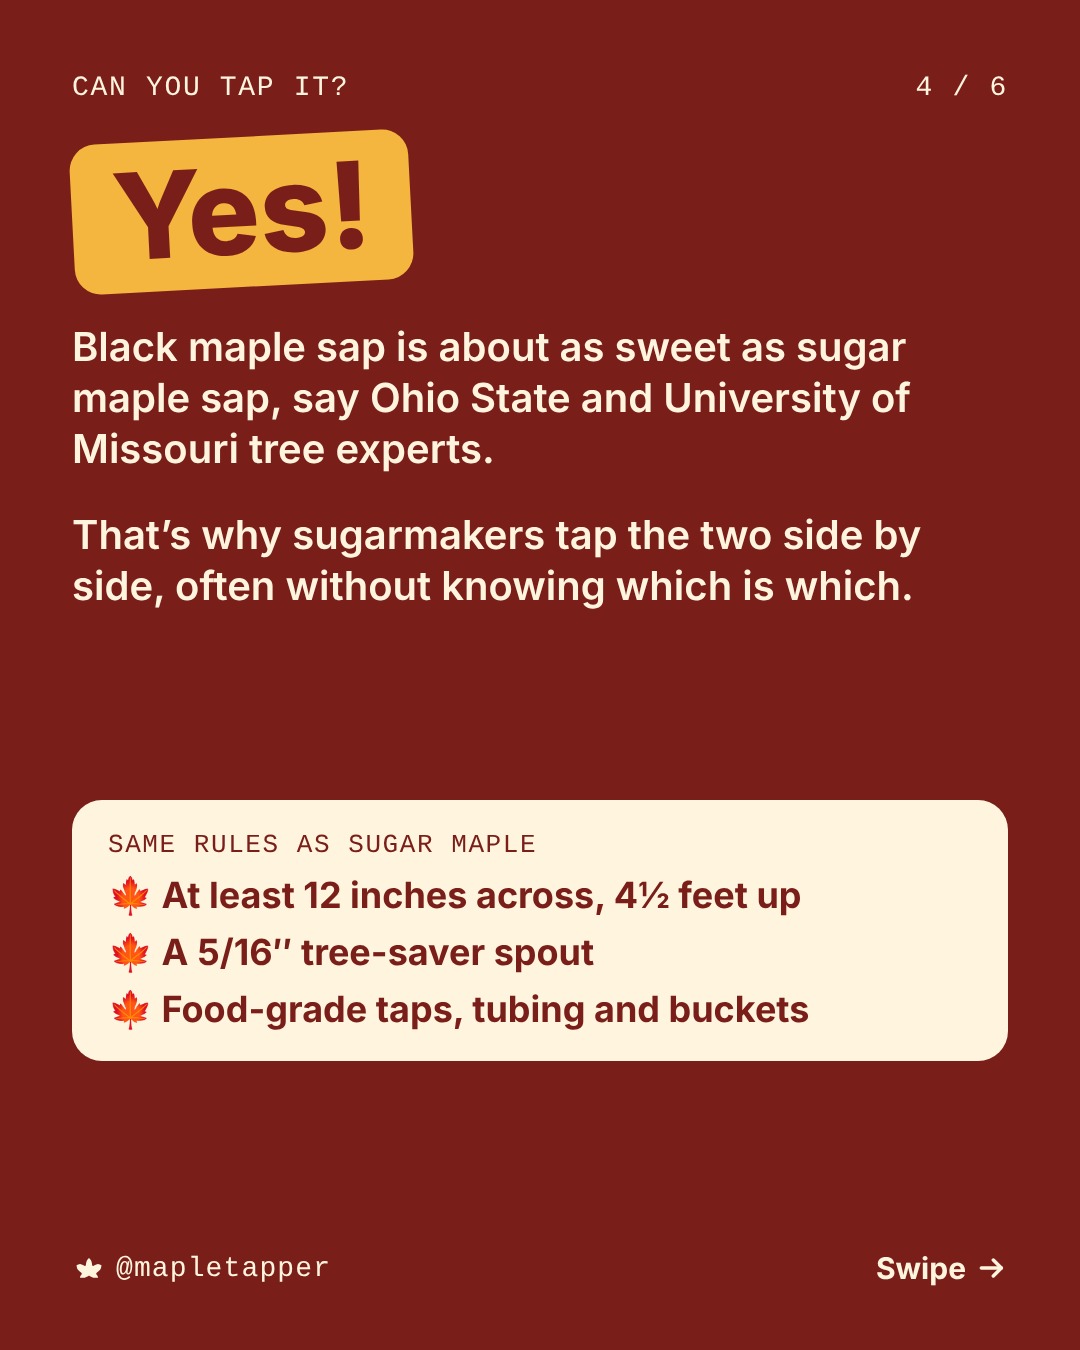 CAN YOU TAP IT?
4 / 6
Yes!
Black maple sap is about as sweet as sugar
maple sap, say Ohio State and University of
Missouri tree experts.
That’s why sugarmakers tap the two side by
side, often without knowing which is which.
SAME RULES AS SUGAR MAPLE
🍁 At least 12 inches across, 4½ feet up
🍁 A 5/16″ tree-saver spout
🍁 Food-grade taps, tubing and buckets
@mapletapper
Swipe →